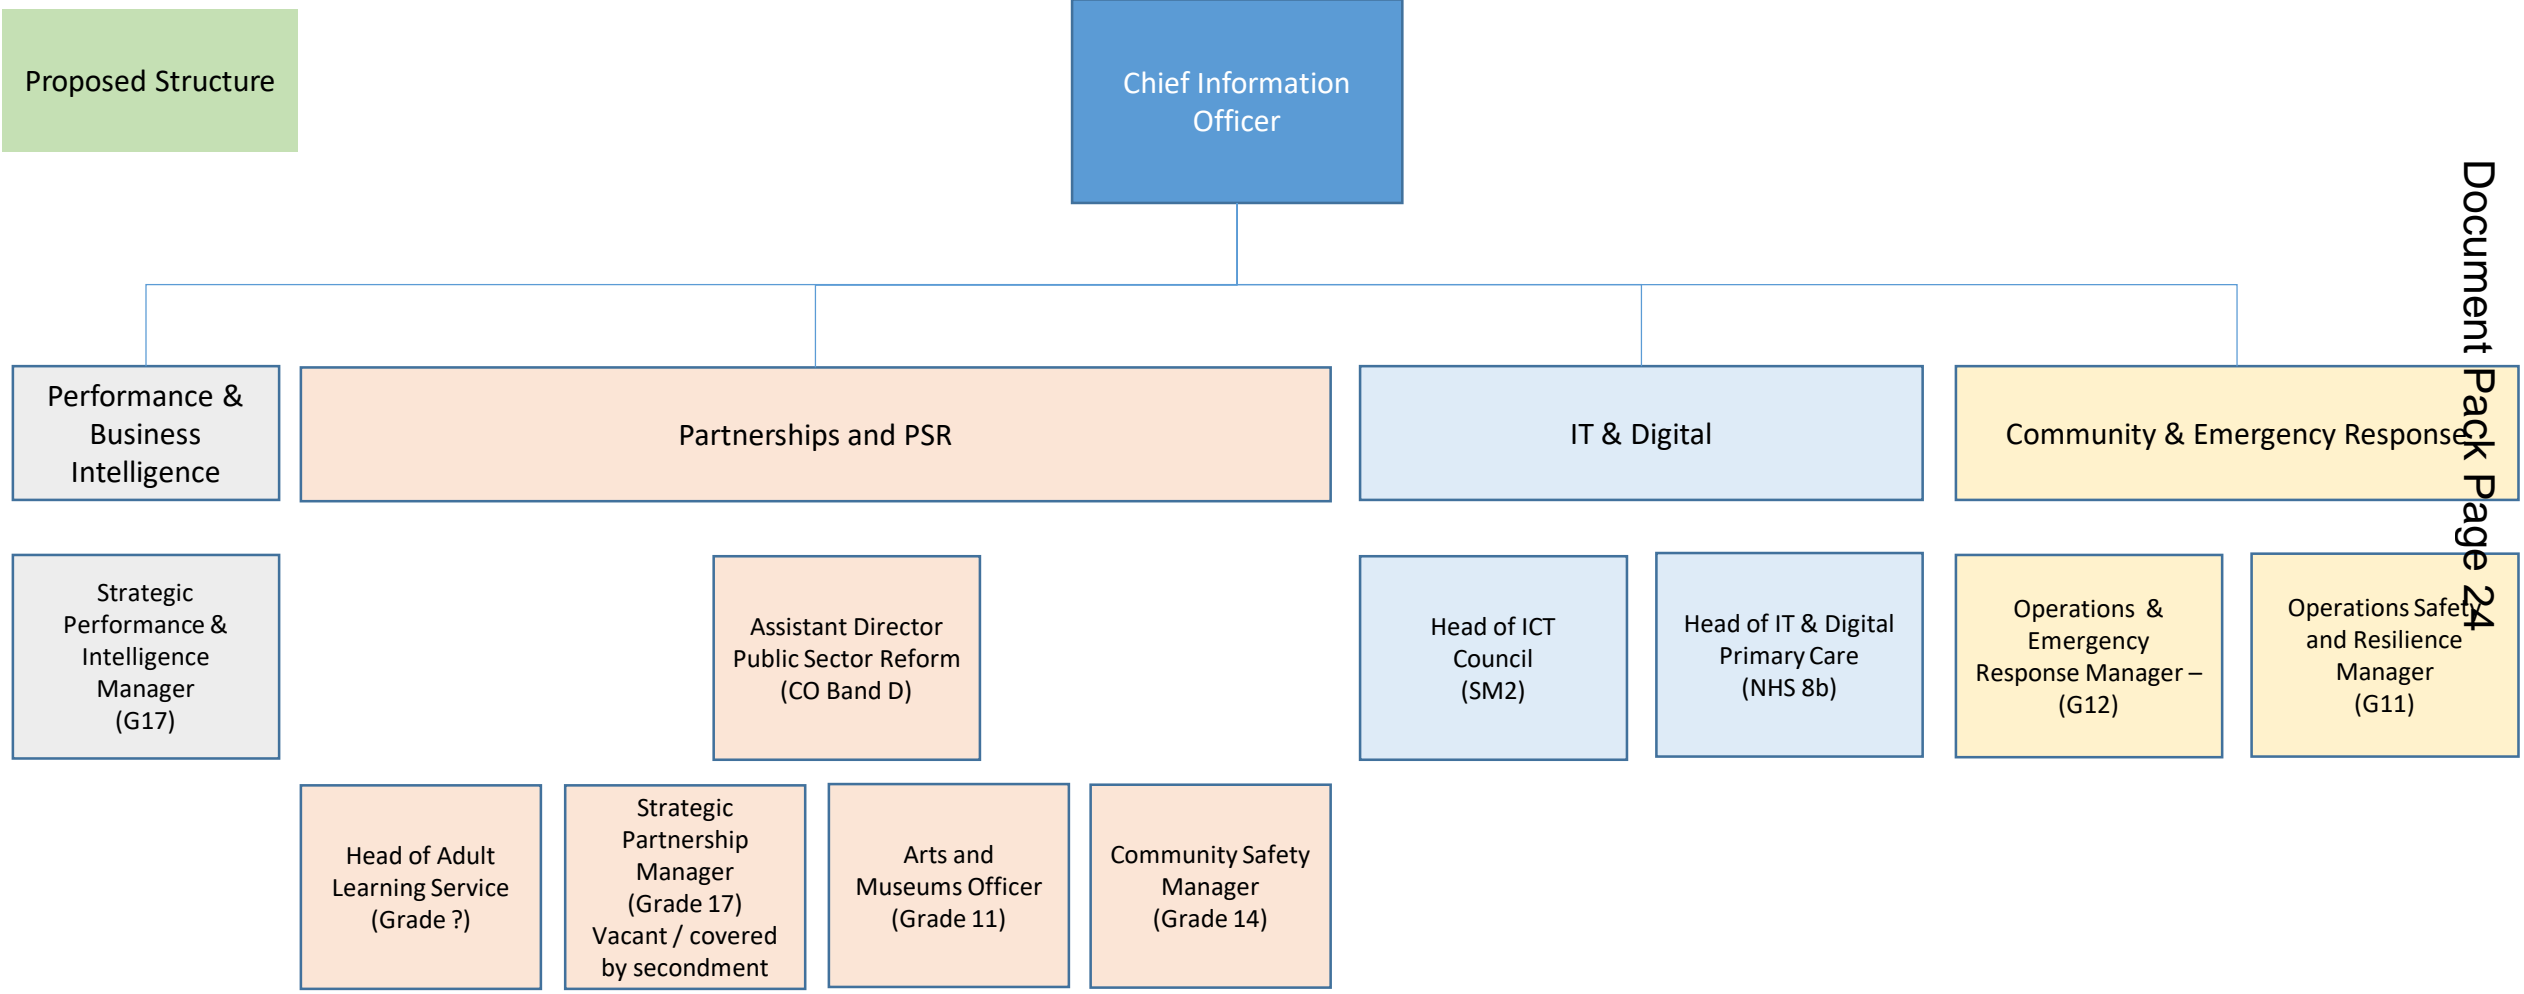 Proposed Structure
Chief Information
Officer
Document Pack Page 24
Performance &
Business
Intelligence
Partnerships and PSR
IT & Digital
Community & Emergency Response
Strategic
Performance &
Intelligence
Manager
(G17)
Assistant Director
Public Sector Reform
(CO Band D)
Head of ICT
Council
(SM2)
Head of IT & Digital
Primary Care
(NHS 8b)
Operations &
Emergency
Response Manager –
(G12)
Operations Safety
and Resilience
Manager
(G11)
Head of Adult
Learning Service
(Grade ?)
Strategic
Partnership
Manager
(Grade 17)
Vacant / covered
by secondment
Arts and
Museums Officer
(Grade 11)
Community Safety
Manager
(Grade 14)